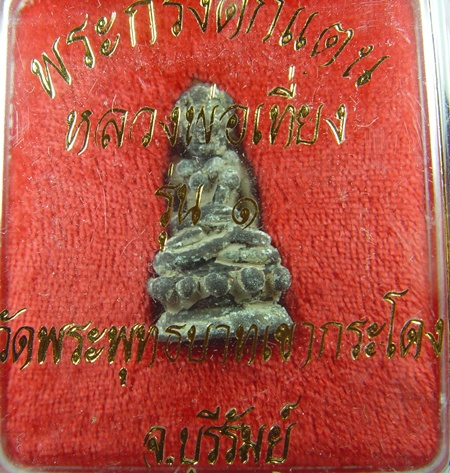 พระกริ่งตั๊กแตน
หลวงพ่อเที่ยง
รุ่น ๑
วัดพระพุทธบาทเขากระโดง
จ.บุรีรัมย์